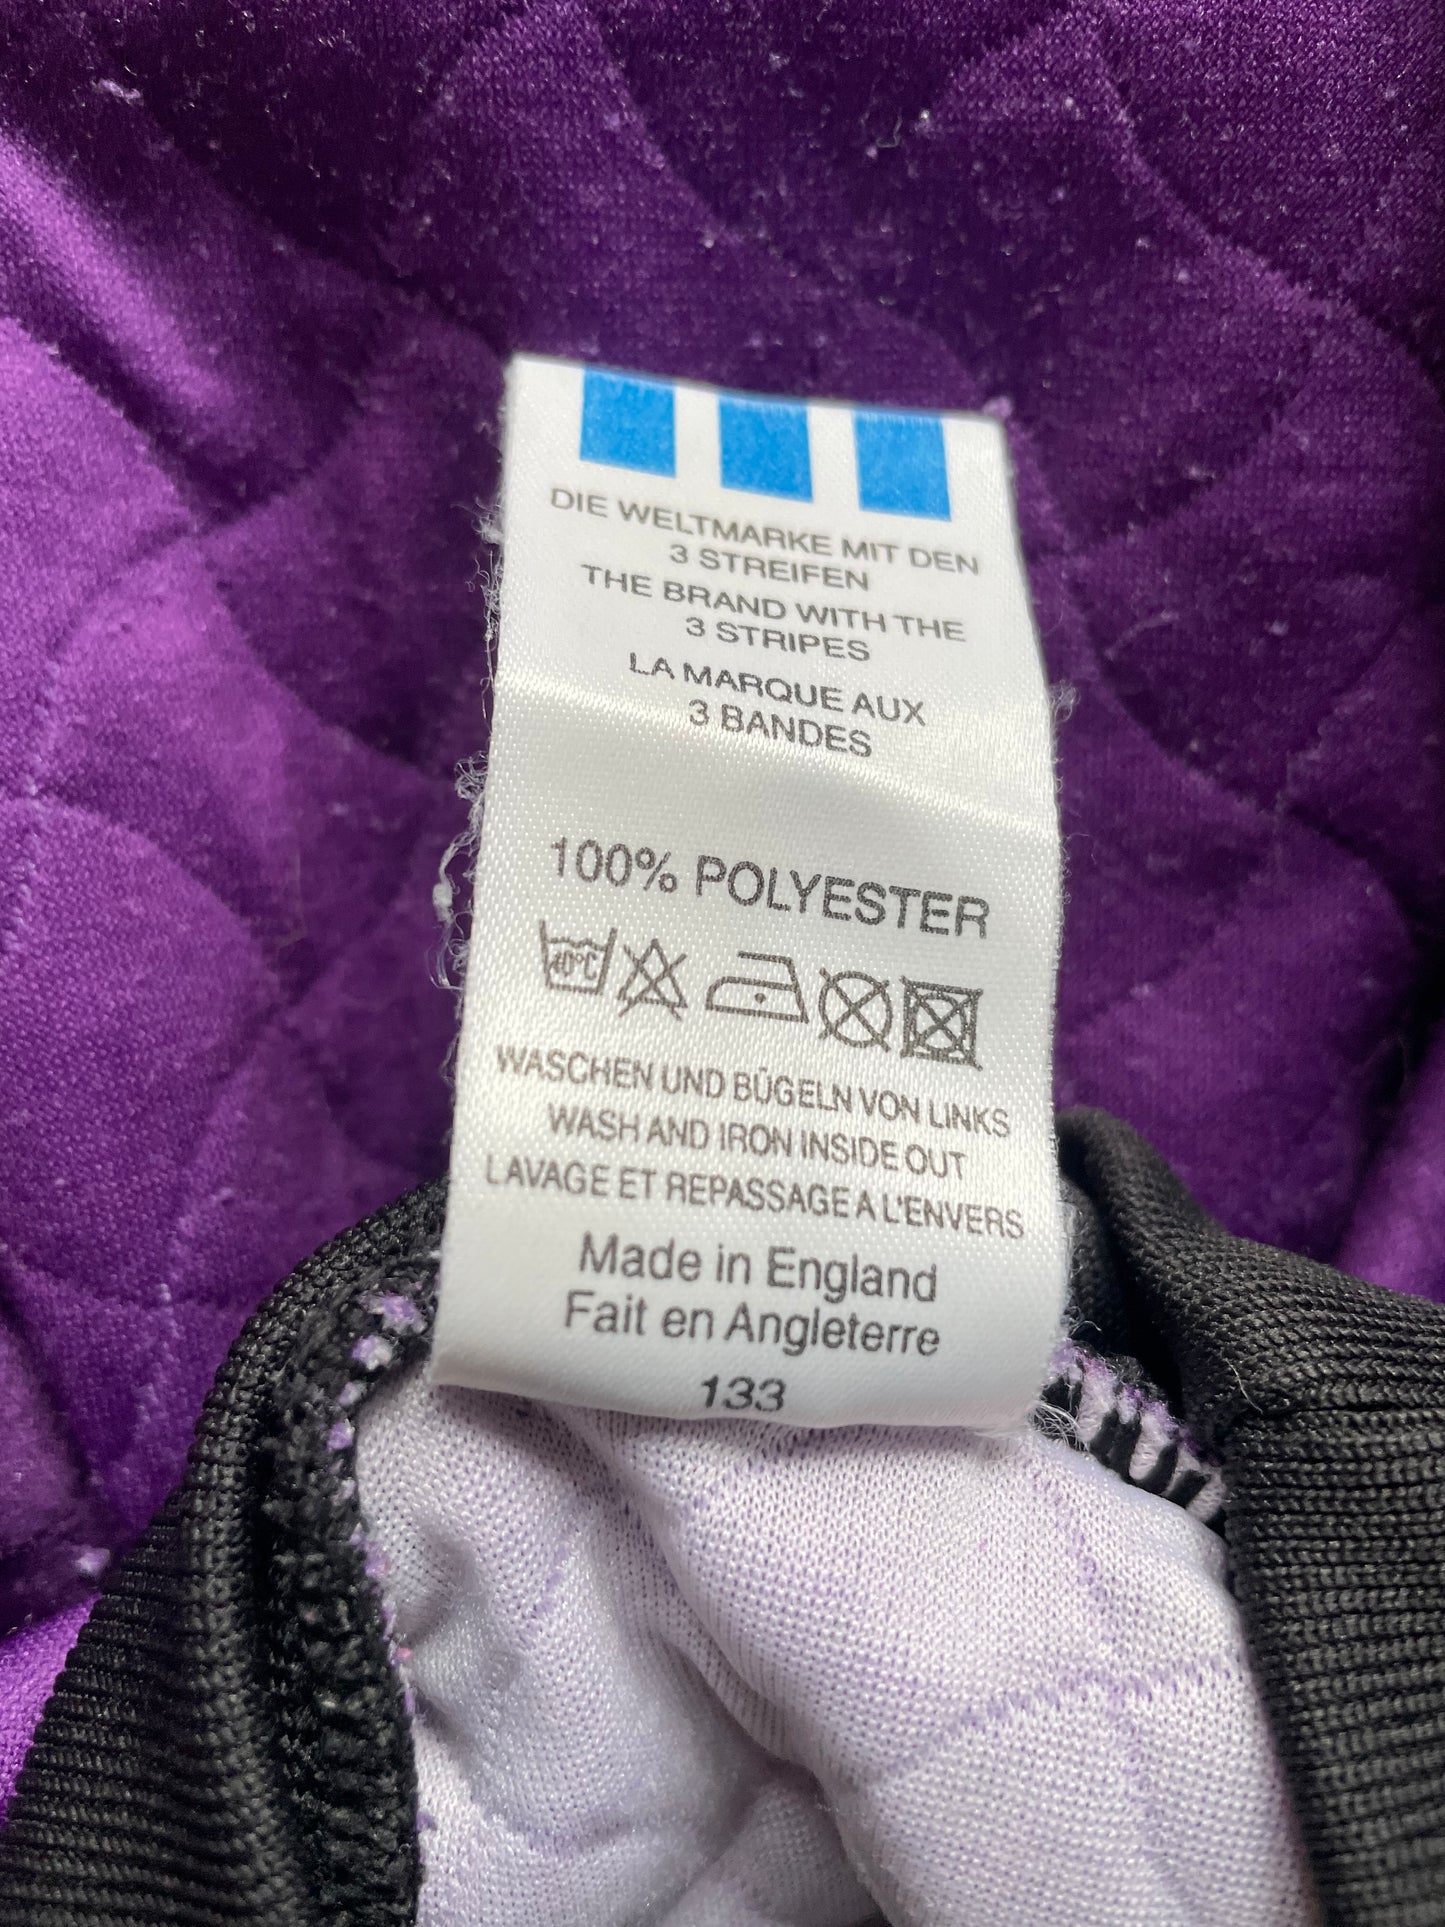 DIE WELTMARKE MIT DEN
3 STREIFEN
THE BRAND WITH THE
3 STRIPES
LA MARQUE AUX
3 BANDES
100% POLYESTER
40°C
WASCHEN UND BÜGELN VON LINKS
WASH AND IRON INSIDE OUT
LAVAGE ET REPASSAGE A L'ENVERS
Made in England
Fait en Angleterre
133